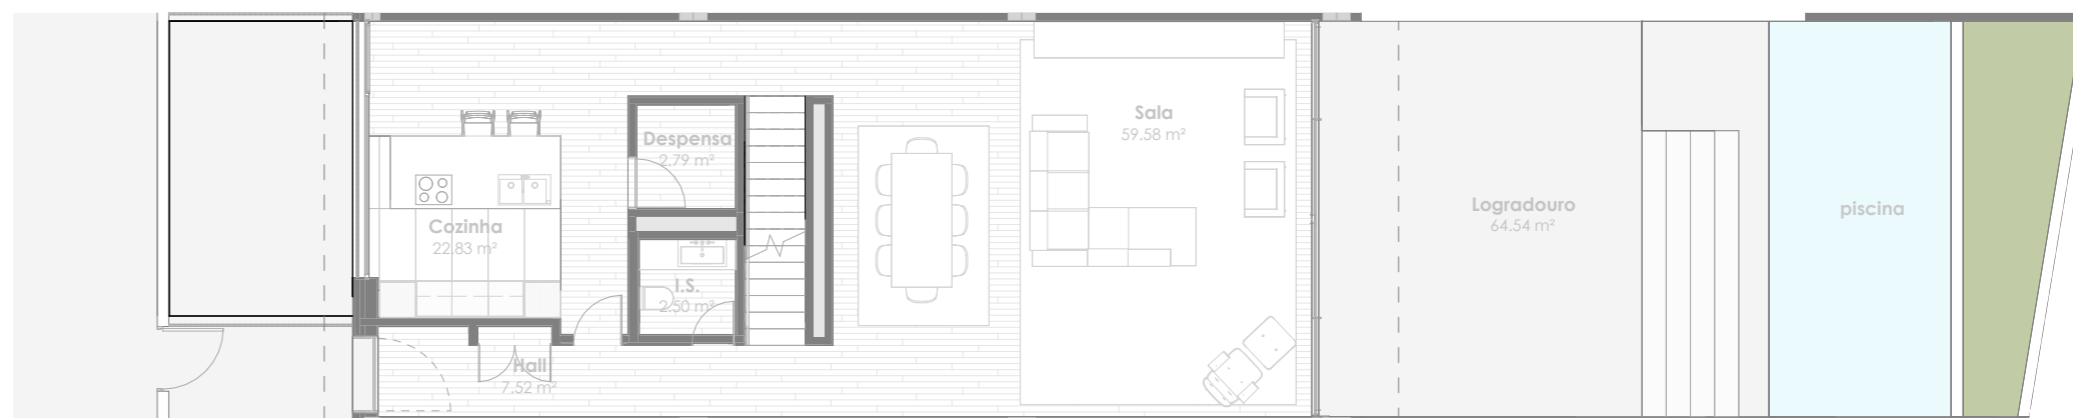 Despensa
2.79 m²
Sala
59.58 m²
Cozinha
22.83 m²
I.S.
2.50 m²
Hall
7.52 m²
Logradouro
64.54 m²
piscina